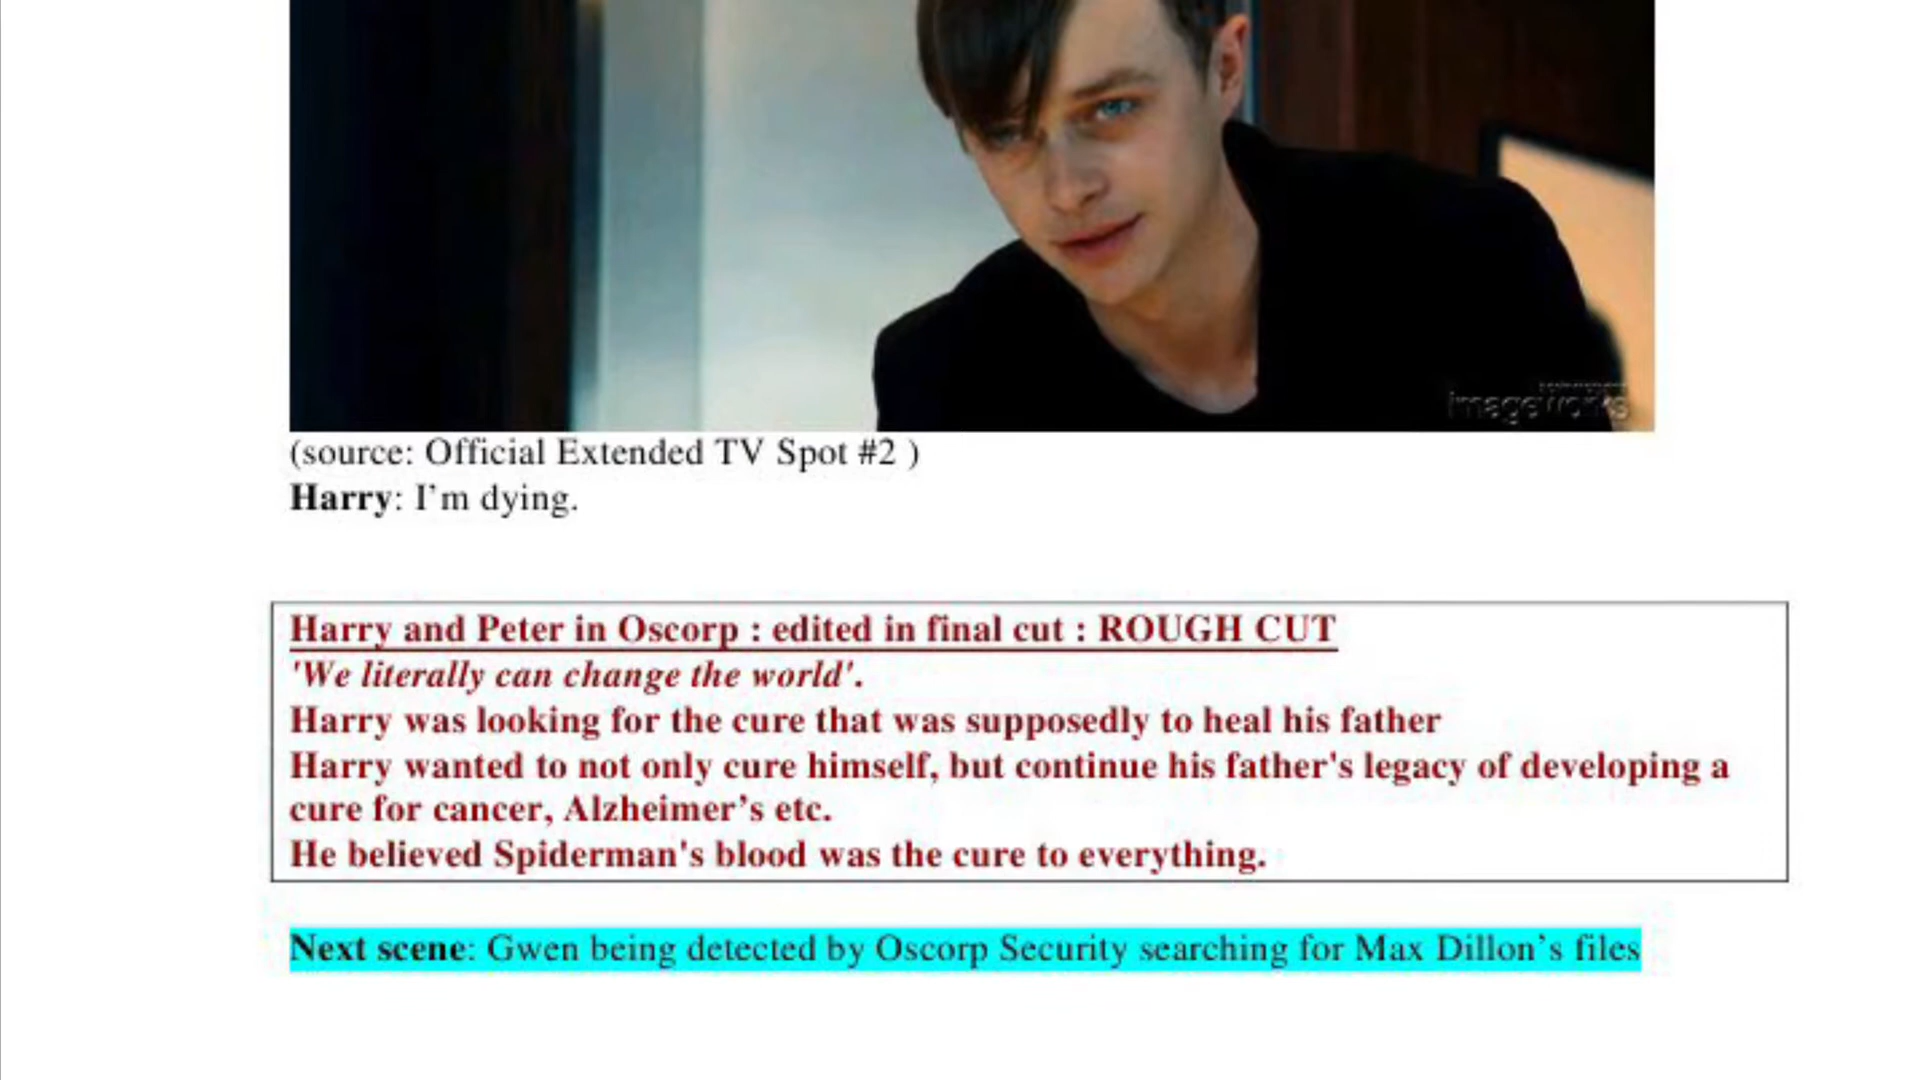 imageworks
(source: Official Extended TV Spot #2 )
Harry: I’m dying.
Harry and Peter in Oscorp : edited in final cut : ROUGH CUT
'We literally can change the world'.
Harry was looking for the cure that was supposedly to heal his father
Harry wanted to not only cure himself, but continue his father's legacy of developing a
cure for cancer, Alzheimer’s etc.
He believed Spiderman's blood was the cure to everything.
Next scene: Gwen being detected by Oscorp Security searching for Max Dillon’s files